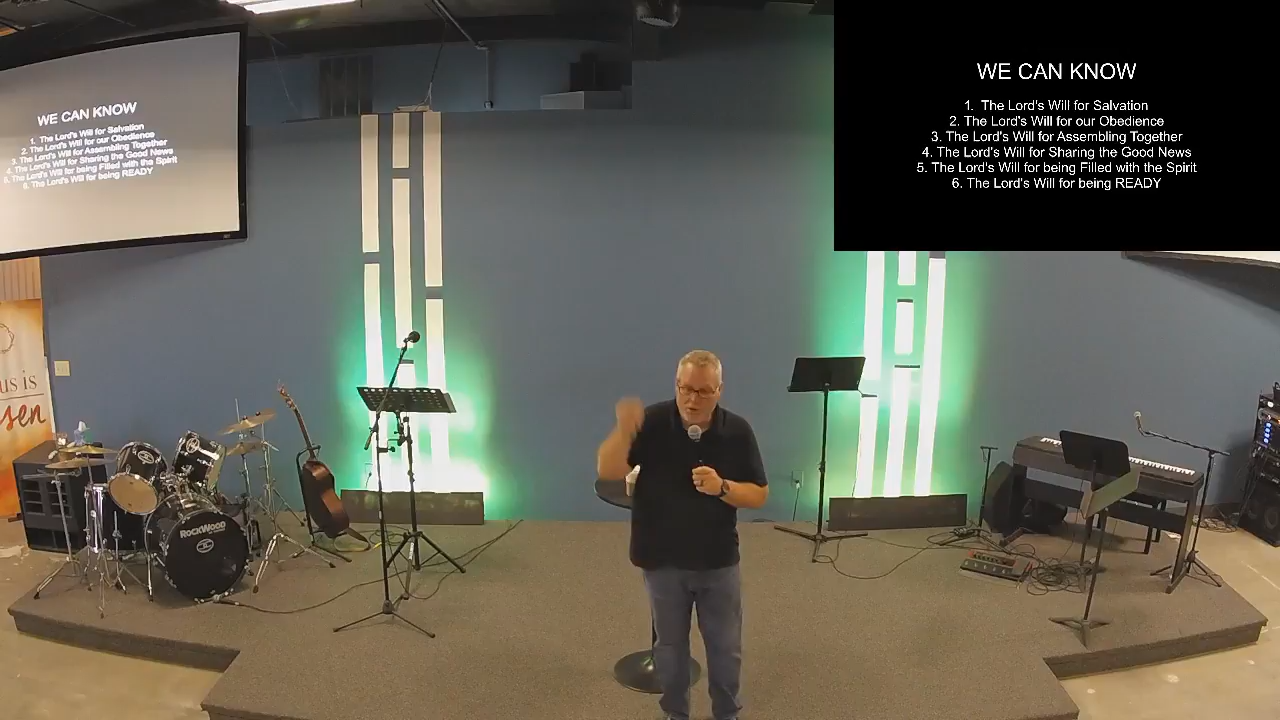 WE CAN KNOW
1. The Lord's Will for Salvation
2. The Lord's Will for our Obedience
3. The Lord's Will for Assembling Together
4. The Lord's Will for Sharing the Good News
5. The Lord's Will for being Filled with the Spirit
6. The Lord's Will for being READY
WE CAN KNOW
1. The Lord's Will for Salvation
2. The Lord's Will for our Obedience
3. The Lord's Will for Assembling Together
4. The Lord's Will for Sharing the Good News
5. The Lord's Will for being Filled with the Spirit
6. The Lord's Will for being READY
us is
sen
ROCKWOOD